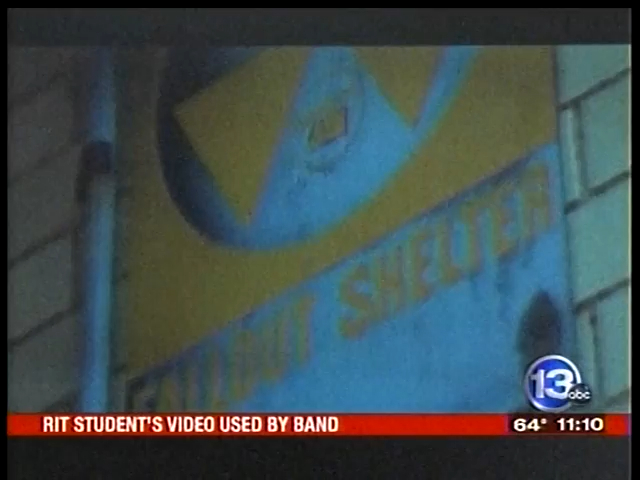 FALLOUT SHELTER
13 abc
RIT STUDENT'S VIDEO USED BY BAND
64° 11:10